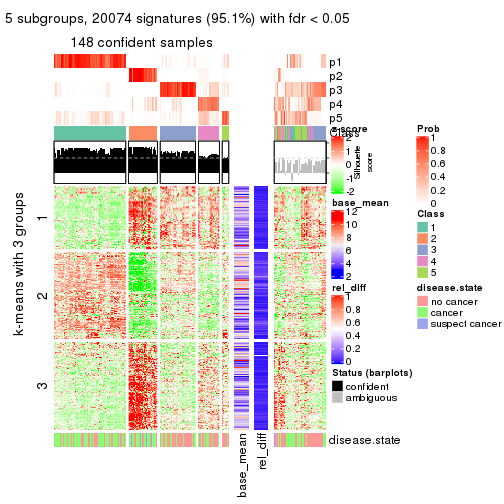 5 subgroups, 20074 signatures (95.1%) with fdr < 0.05
148 confident samples
p1
p2
p3
p4
p5
Class
Silhouette
score
k-means with 3 groups
1
2
3
base_mean
rel_diff
disease.state
z-score
2
1
0
-1
-2
base_mean
12
10
8
6
4
2
rel_diff
1
0.8
0.6
0.4
0.2
0
Status (barplots)
confident
ambiguous
Prob
1
0.8
0.6
0.4
0.2
0
Class
1
2
3
4
5
disease.state
no cancer
cancer
suspect cancer